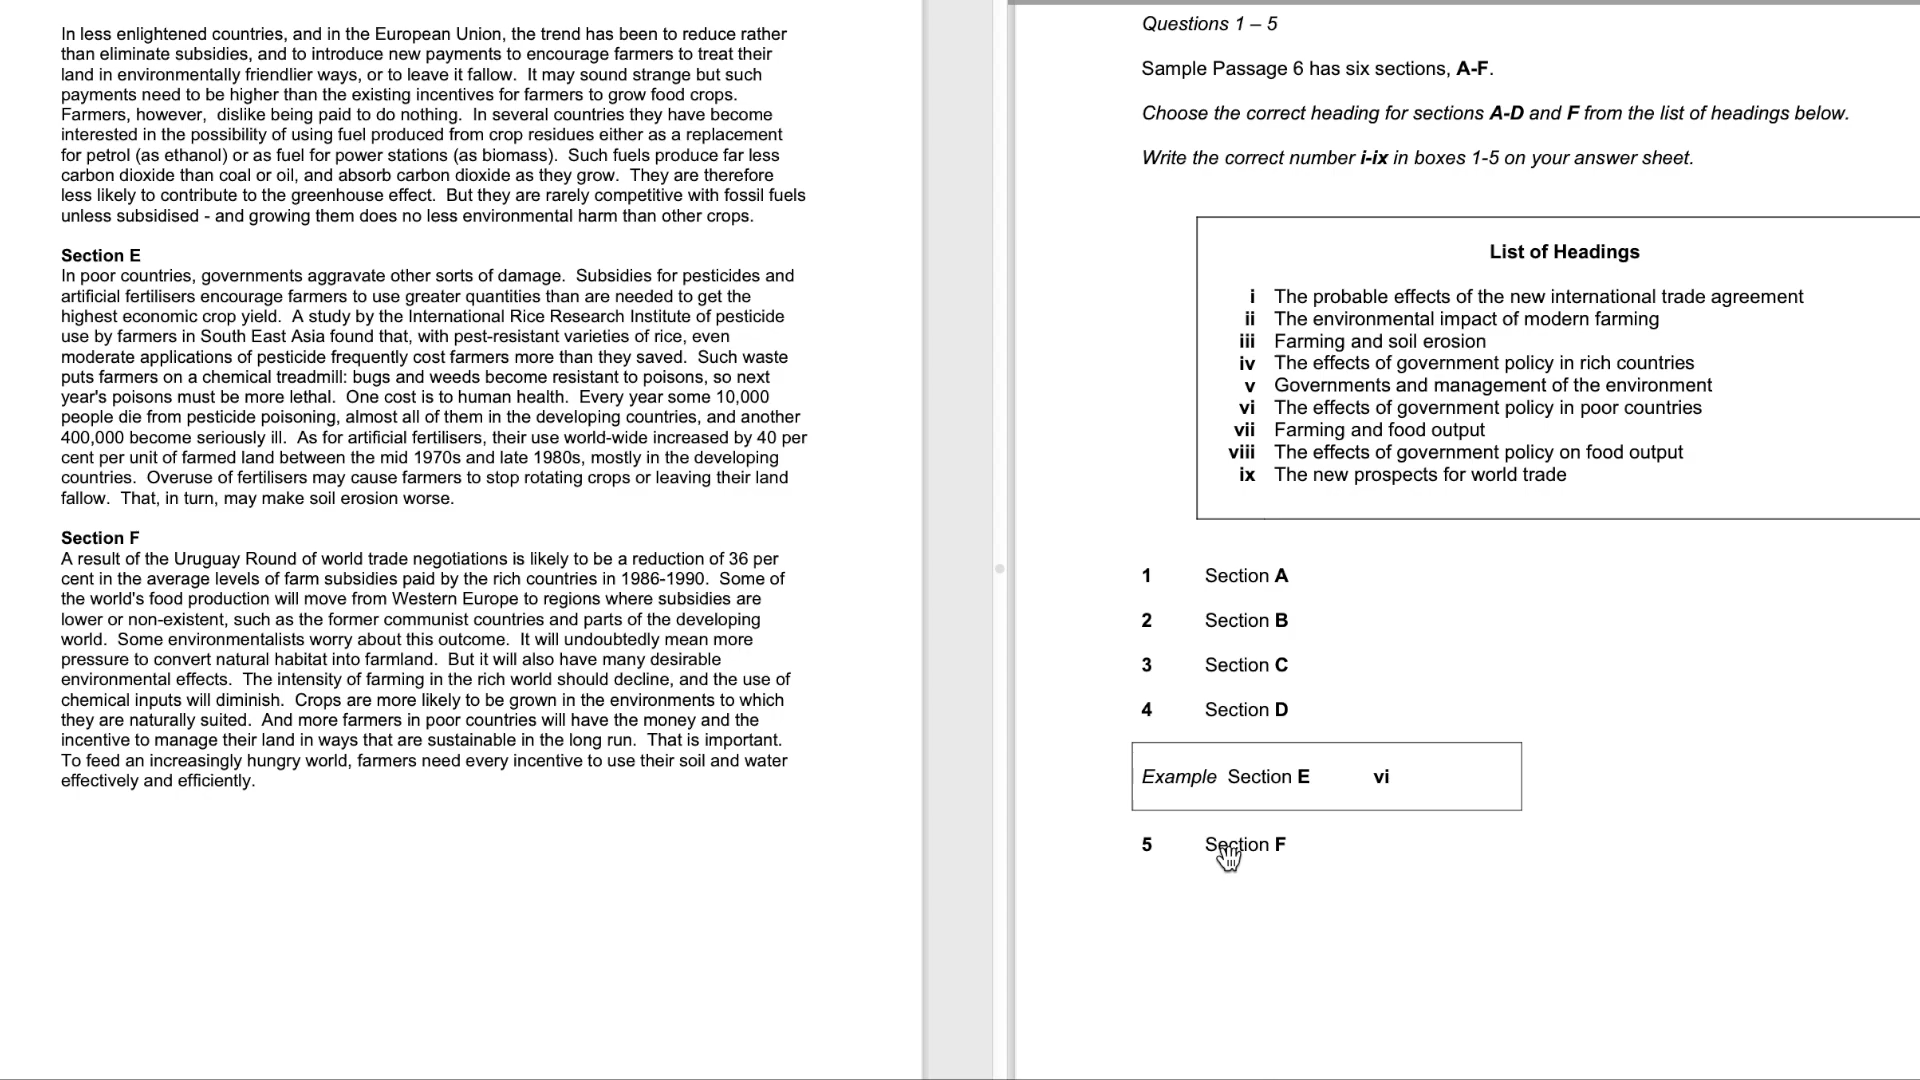 In less enlightened countries, and in the European Union, the trend has been to reduce rather
than eliminate subsidies, and to introduce new payments to encourage farmers to treat their
land in environmentally friendlier ways, or to leave it fallow.  It may sound strange but such
payments need to be higher than the existing incentives for farmers to grow food crops.
Farmers, however,  dislike being paid to do nothing.  In several countries they have become
interested in the possibility of using fuel produced from crop residues either as a replacement
for petrol (as ethanol) or as fuel for power stations (as biomass).  Such fuels produce far less
carbon dioxide than coal or oil, and absorb carbon dioxide as they grow.  They are therefore
less likely to contribute to the greenhouse effect.  But they are rarely competitive with fossil fuels
unless subsidised - and growing them does no less environmental harm than other crops.
Section E
In poor countries, governments aggravate other sorts of damage.  Subsidies for pesticides and
artificial fertilisers encourage farmers to use greater quantities than are needed to get the
highest economic crop yield.  A study by the International Rice Research Institute of pesticide
use by farmers in South East Asia found that, with pest-resistant varieties of rice, even
moderate applications of pesticide frequently cost farmers more than they saved.  Such waste
puts farmers on a chemical treadmill: bugs and weeds become resistant to poisons, so next
year's poisons must be more lethal.  One cost is to human health.  Every year some 10,000
people die from pesticide poisoning, almost all of them in the developing countries, and another
400,000 become seriously ill.  As for artificial fertilisers, their use world-wide increased by 40 per
cent per unit of farmed land between the mid 1970s and late 1980s, mostly in the developing
countries.  Overuse of fertilisers may cause farmers to stop rotating crops or leaving their land
fallow.  That, in turn, may make soil erosion worse.
Section F
A result of the Uruguay Round of world trade negotiations is likely to be a reduction of 36 per
cent in the average levels of farm subsidies paid by the rich countries in 1986-1990.  Some of
the world's food production will move from Western Europe to regions where subsidies are
lower or non-existent, such as the former communist countries and parts of the developing
world.  Some environmentalists worry about this outcome.  It will undoubtedly mean more
pressure to convert natural habitat into farmland.  But it will also have many desirable
environmental effects.  The intensity of farming in the rich world should decline, and the use of
chemical inputs will diminish.  Crops are more likely to be grown in the environments to which
they are naturally suited.  And more farmers in poor countries will have the money and the
incentive to manage their land in ways that are sustainable in the long run.  That is important.
To feed an increasingly hungry world, farmers need every incentive to use their soil and water
effectively and efficiently.
Questions 1 – 5
Sample Passage 6 has six sections, A-F.
Choose the correct heading for sections A-D and F from the list of headings below.
Write the correct number i-ix in boxes 1-5 on your answer sheet.
List of Headings
i The probable effects of the new international trade agreement
ii The environmental impact of modern farming
iii Farming and soil erosion
iv The effects of government policy in rich countries
v Governments and management of the environment
vi The effects of government policy in poor countries
vii Farming and food output
viii The effects of government policy on food output
ix The new prospects for world trade
1 Section A
2 Section B
3 Section C
4 Section D
Example Section E vi
5 Section F